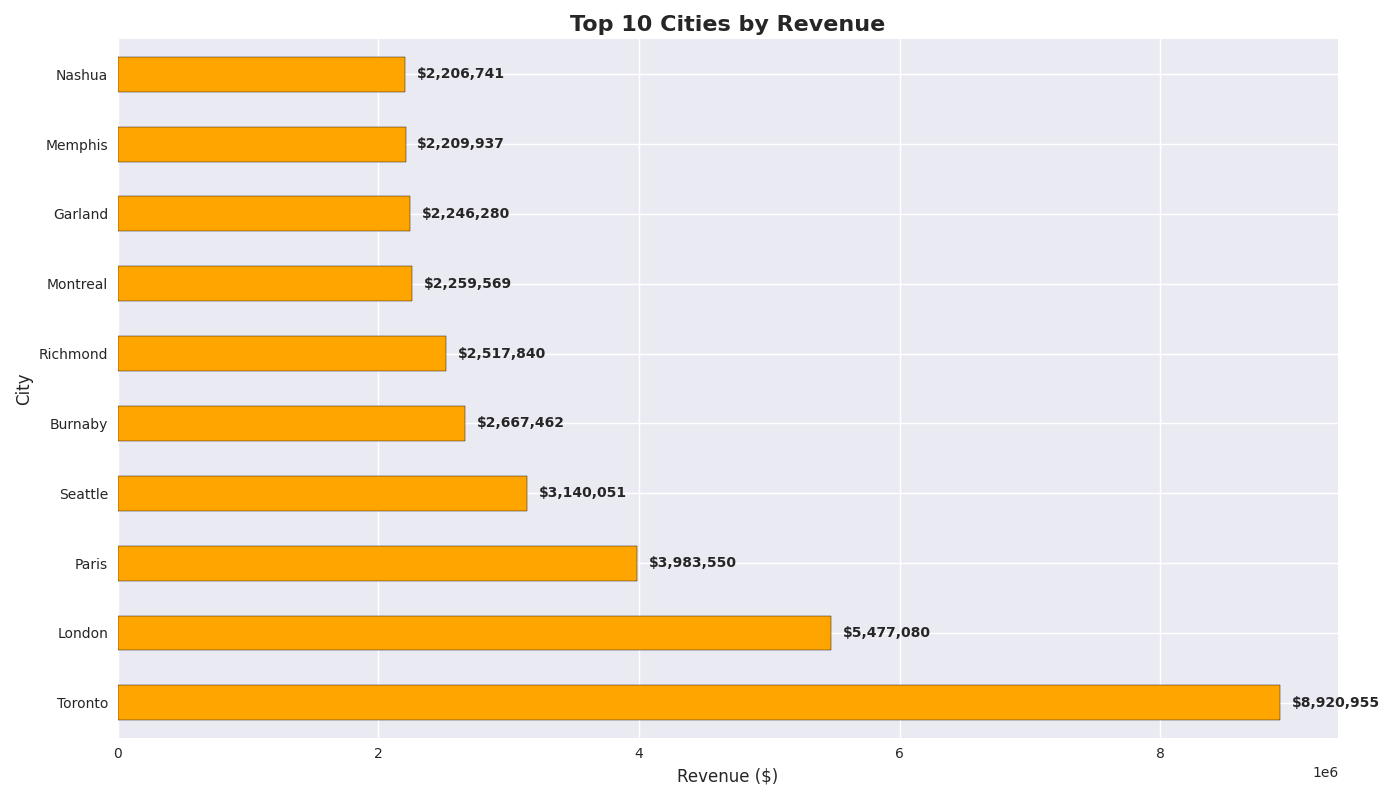 Top 10 Cities by Revenue
Nashua $2,206,741
Memphis $2,209,937
Garland $2,246,280
Montreal $2,259,569
Richmond $2,517,840
City
Burnaby $2,667,462
Seattle $3,140,051
Paris $3,983,550
London $5,477,080
Toronto $8,920,955
0 2 4 6 8
1e6
Revenue ($)